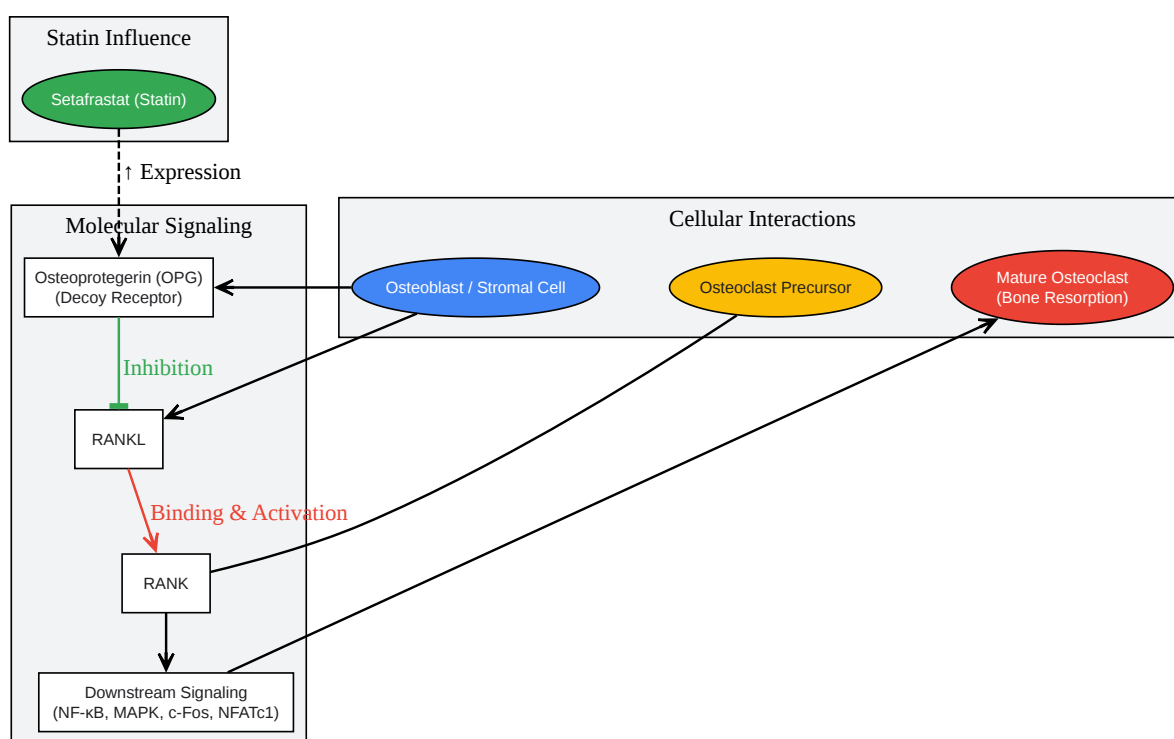 Statin Influence
Setafrastat (Statin)
↑ Expression
Molecular Signaling
Cellular Interactions
Osteoprotegerin (OPG)
(Decoy Receptor)
Osteoblast / Stromal Cell
Osteoclast Precursor
Mature Osteoclast
(Bone Resorption)
Inhibition
RANKL
Binding & Activation
RANK
Downstream Signaling
(NF-κB, MAPK, c-Fos, NFATc1)